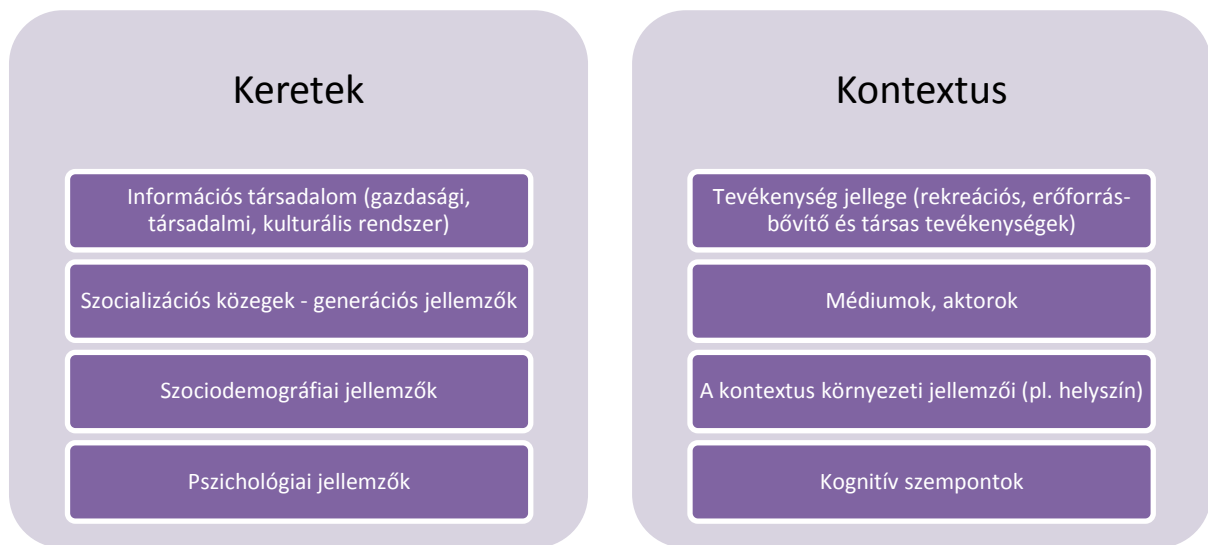 Keretek
Információs társadalom (gazdasági,
társadalmi, kulturális rendszer)
Szocializációs közegek - generációs jellemzők
Szociodemográfiai jellemzők
Pszichológiai jellemzők
Kontextus
Tevékenység jellege (rekreációs, erőforrás-
bővítő és társas tevékenységek)
Médiumok, aktorok
A kontextus környezeti jellemzői (pl. helyszín)
Kognitív szempontok